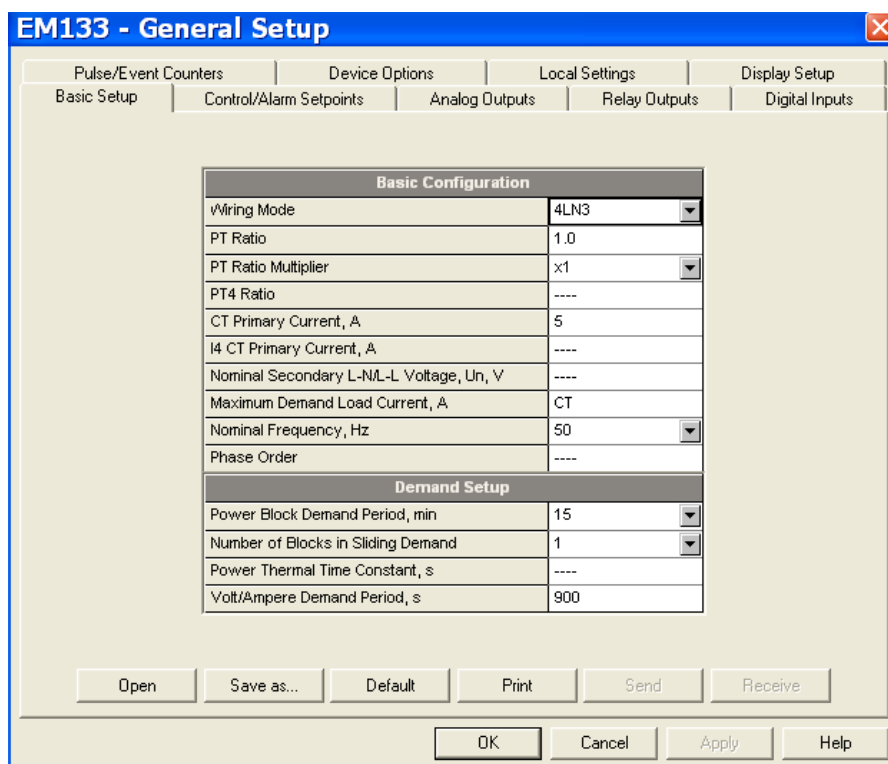 EM133 - General Setup
Pulse/Event Counters Device Options Local Settings Display Setup
Basic Setup Control/Alarm Setpoints Analog Outputs Relay Outputs Digital Inputs
Basic Configuration
Wiring Mode 4LN3
PT Ratio 1.0
PT Ratio Multiplier x1
PT4 Ratio ----
CT Primary Current, A 5
I4 CT Primary Current, A ----
Nominal Secondary L-N/L-L Voltage, Un, V ----
Maximum Demand Load Current, A CT
Nominal Frequency, Hz 50
Phase Order ----
Demand Setup
Power Block Demand Period, min 15
Number of Blocks in Sliding Demand 1
Power Thermal Time Constant, s ----
Volt/Ampere Demand Period, s 900
Open Save as... Default Print Send Receive
OK Cancel Apply Help